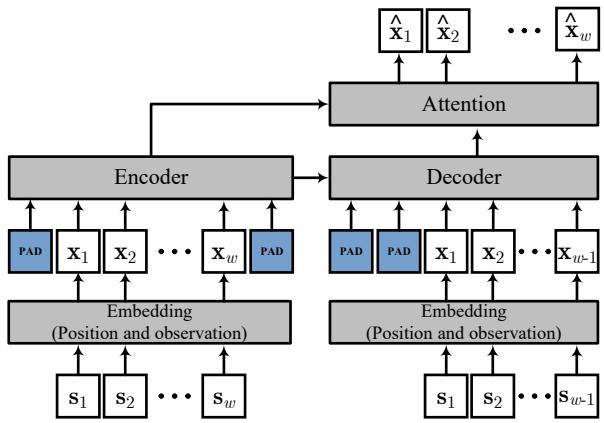 x̂₁ x̂₂ ••• x̂w
Attention
Encoder Decoder
PAD x₁ x₂ ••• xw PAD PAD PAD x₁ x₂ ••• xw-1
Embedding
(Position and observation)
Embedding
(Position and observation)
s₁ s₂ ••• sw s₁ s₂ ••• sw-1